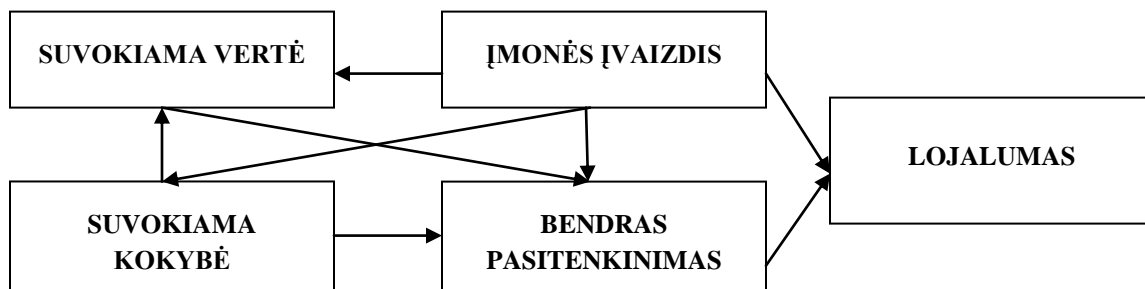 SUVOKIAMA VERTĖ
ĮMONĖS ĮVAIZDIS
LOJALUMAS
SUVOKIAMA
KOKYBĖ
BENDRAS
PASITENKINIMAS